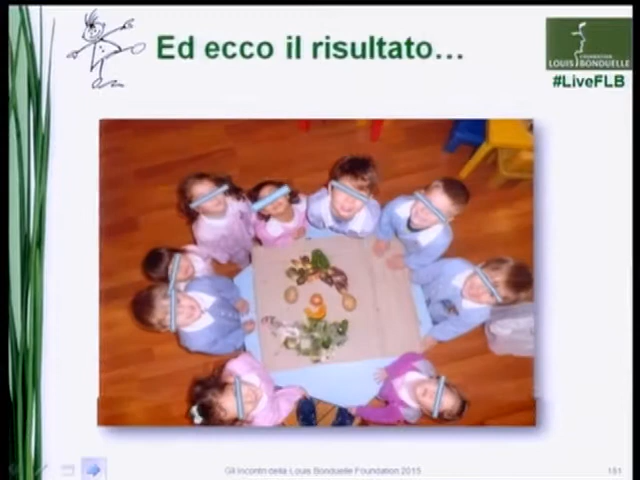 Ed ecco il risultato...
FONDATION
LOUIS BONDUELLE
#LiveFLB
Gli Incontri della Louis Bonduelle Foundation 2015
151